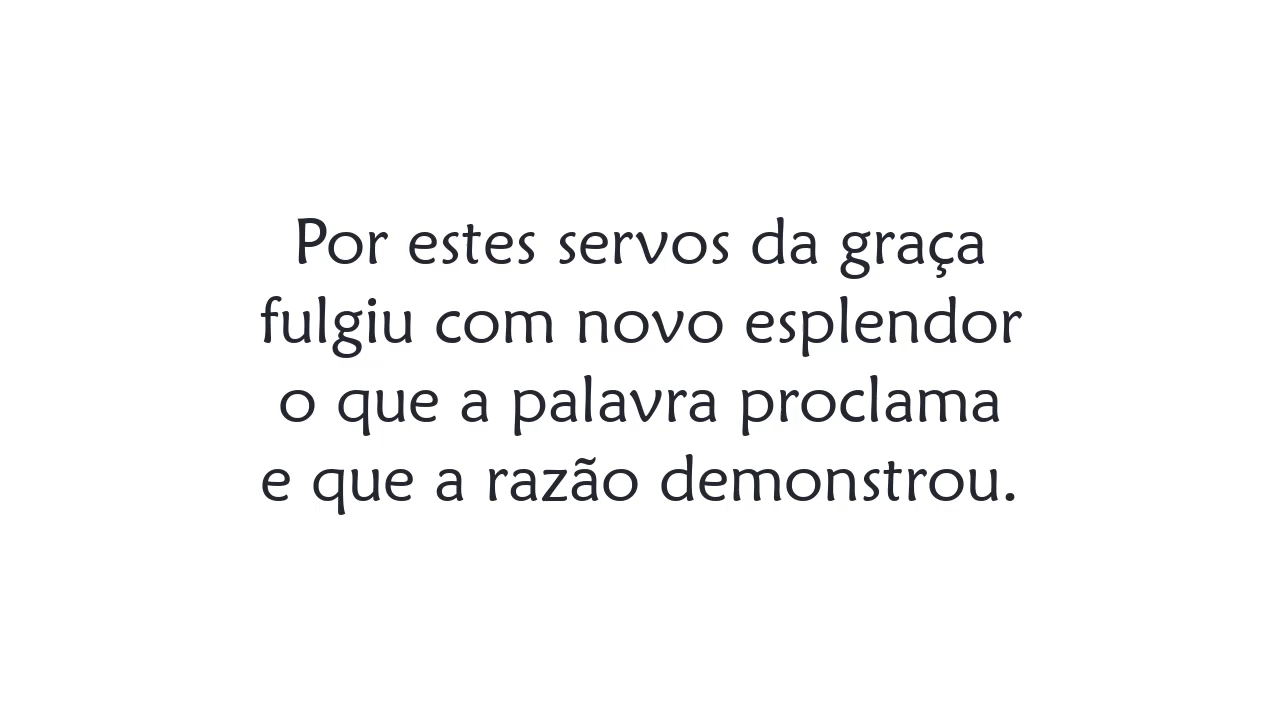 Por estes servos da graça
fulgiu com novo esplendor
o que a palavra proclama
e que a razão demonstrou.